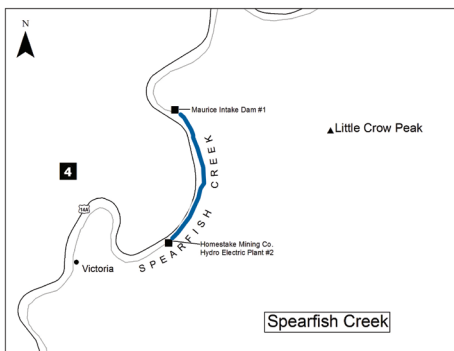 N
Maurice Intake Dam #1
Little Crow Peak
4
14A
SPEARFISH CREEK
Homestake Mining Co.
Hydro Electric Plant #2
Victoria
Spearfish Creek